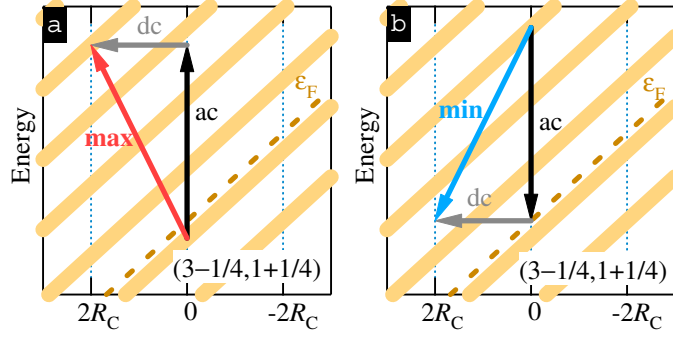 a
dc
ε_F
max
ac
Energy
(3−1/4,1+1/4)
2R_C
0
-2R_C
b
ε_F
min
ac
Energy
dc
(3−1/4,1+1/4)
2R_C
0
-2R_C